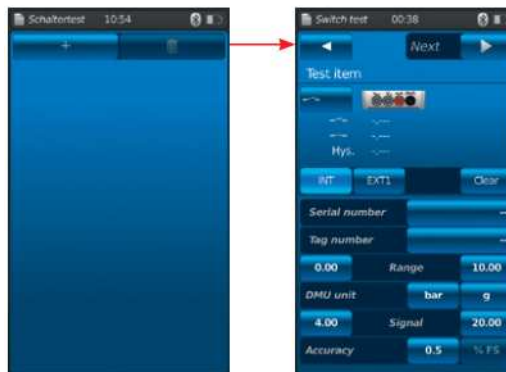 Schaltertest 10:54
+
Switch test 00:38
Next
Test item
-.---
-.---
Hys. -.---
INT EXT1 Clear
Serial number --
Tag number --
0.00 Range 10.00
DMU unit bar g
4.00 Signal 20.00
Accuracy 0.5 % FS